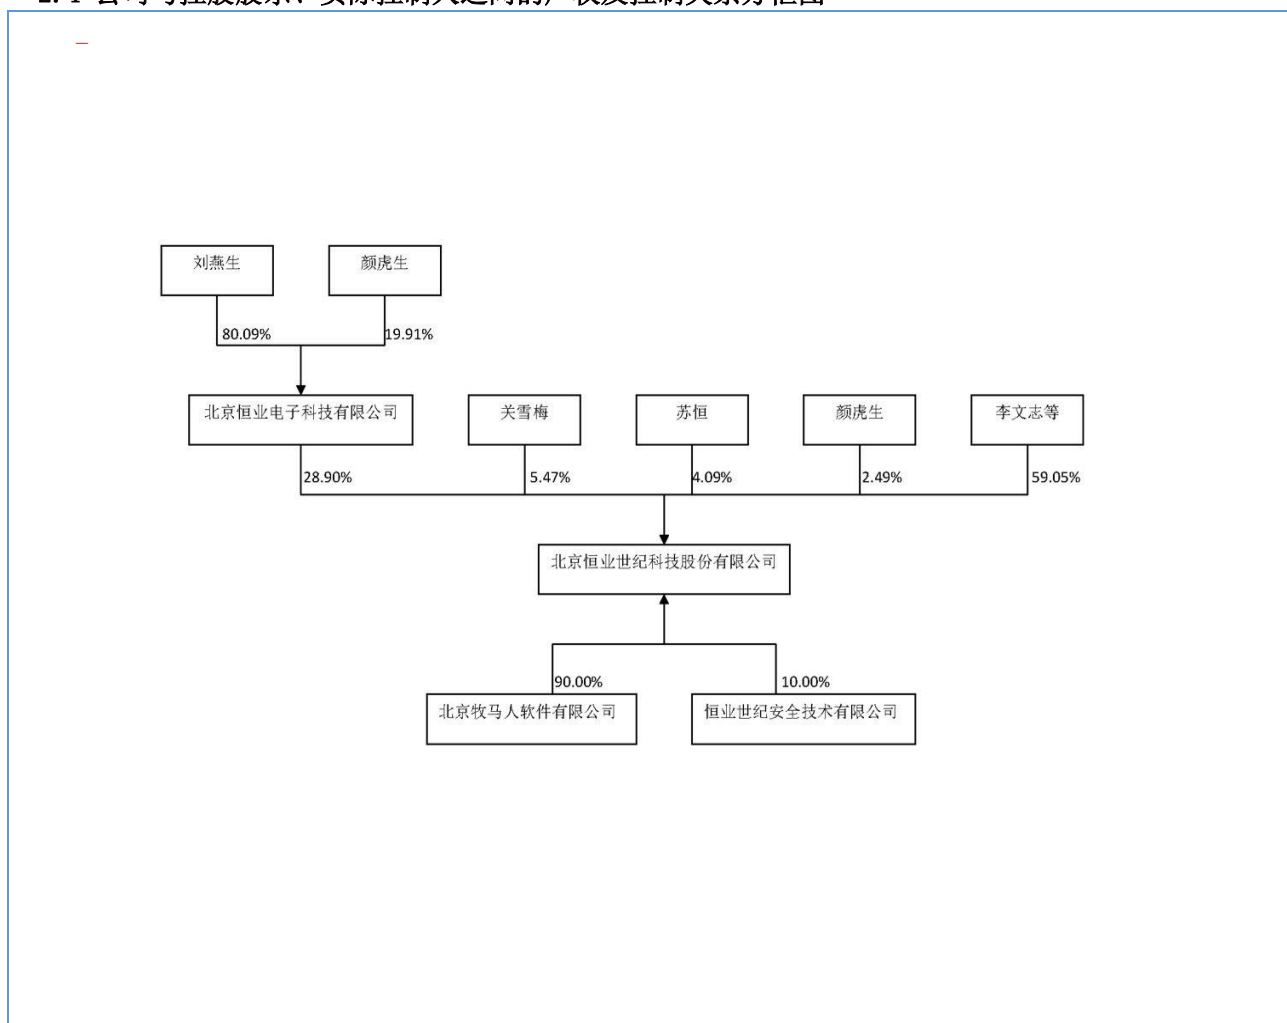 刘燕生
颜虎生
80.09%
19.91%
北京恒业电子科技有限公司
关雪梅
苏恒
颜虎生
李文志等
28.90%
5.47%
4.09%
2.49%
59.05%
北京恒业世纪科技股份有限公司
90.00%
10.00%
北京牧马人软件有限公司
恒业世纪安全技术有限公司